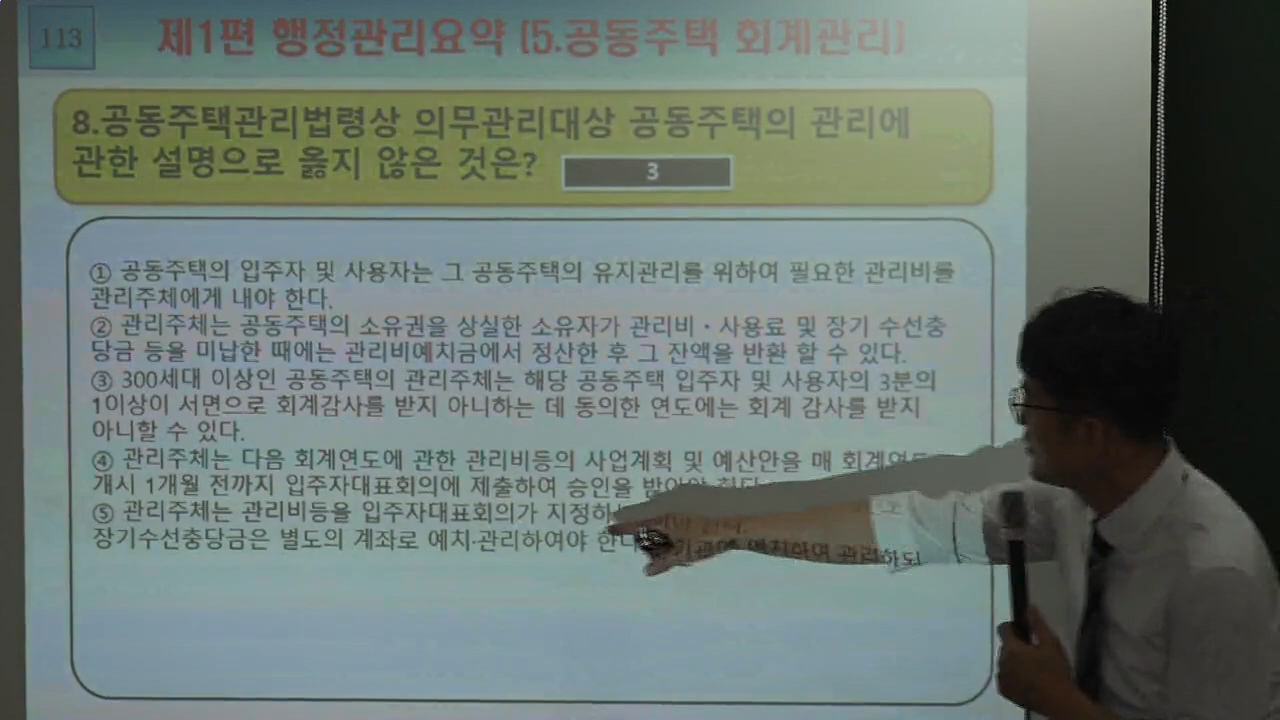 113
제1편 행정관리요약 (5.공동주택 회계관리)
8.공동주택관리법령상 의무관리대상 공동주택의 관리에
관한 설명으로 옳지 않은 것은? 3
① 공동주택의 입주자 및 사용자는 그 공동주택의 유지관리를 위하여 필요한 관리비를
관리주체에게 내야 한다.
② 관리주체는 공동주택의 소유권을 상실한 소유자가 관리비·사용료 및 장기 수선충
당금 등을 미납한 때에는 관리비예치금에서 정산한 후 그 잔액을 반환 할 수 있다.
③ 300세대 이상인 공동주택의 관리주체는 해당 공동주택 입주자 및 사용자의 3분의
1이상이 서면으로 회계감사를 받지 아니하는 데 동의한 연도에는 회계 감사를 받지
아니할 수 있다.
④ 관리주체는 다음 회계연도에 관한 관리비등의 사업계획 및 예산안을 매 회계연도
개시 1개월 전까지 입주자대표회의에 제출하여 승인을 받아야 한다.
⑤ 관리주체는 관리비등을 입주자대표회의가 지정하는 예치하여 관리하되
장기수선충당금은 별도의 계좌로 예치·관리하여야 한다